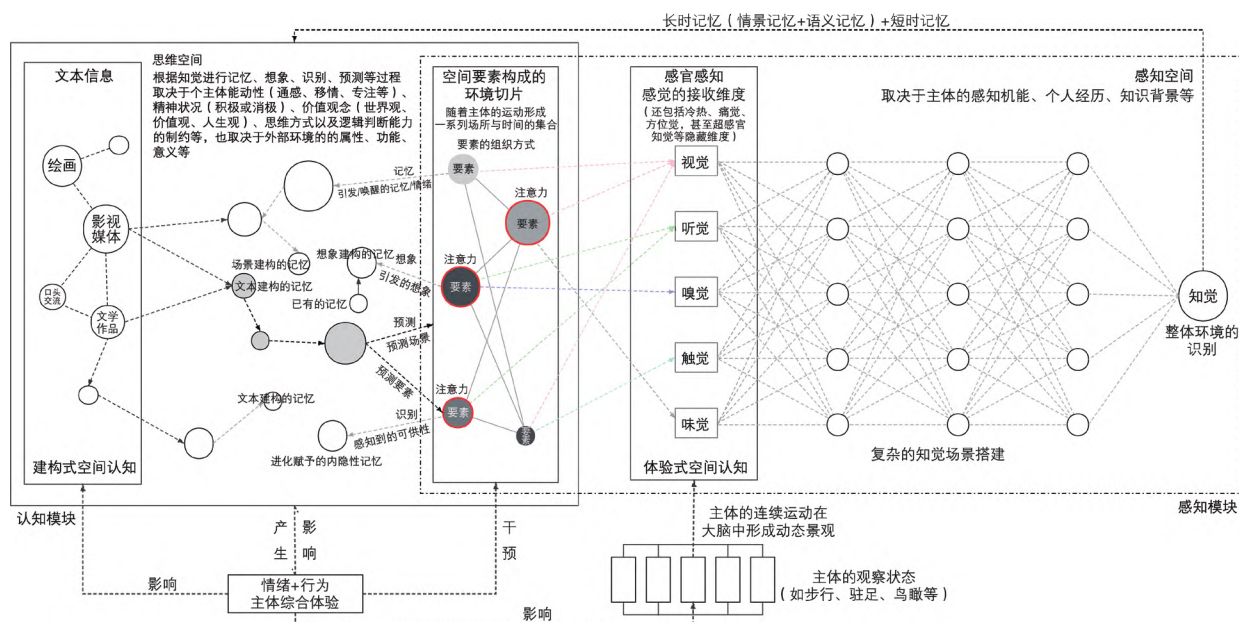 长时记忆（情景记忆+语义记忆）+短时记忆
思维空间
根据知觉进行记忆、想象、识别、预测等过程
取决于个主体能动性（通感、移情、专注等）、
精神状况（积极或消极）、价值观念（世界观、
价值观、人生观）、思维方式以及逻辑判断能力
的制约等，也取决于外部环境的的属性、功能、
意义等
文本信息
绘画
影视
媒体
口头
交流
文学
作品
建构式空间认知
场景建构的记忆
文本建构的记忆
想象建构的记忆
已有的记忆
文本建构的记忆
进化赋予的内隐性记忆
记忆
引发/唤醒的记忆/情绪
想象
引发的想象
预测
预测场景
预测要素
识别
感知到的可供性
空间要素构成的
环境切片
随着主体的运动形成
一系列场所与时间的集合
要素的组织方式
要素
注意力
要素
注意力
要素
注意力
要素
要素
感官感知
感觉的接收维度
（还包括冷热、痛觉、
方位觉，甚至超感官
知觉等隐藏维度）
视觉
听觉
嗅觉
触觉
味觉
体验式空间认知
感知空间
取决于主体的感知机能、个人经历、知识背景等
知觉
整体环境的
识别
复杂的知觉场景搭建
认知模块
感知模块
产生
影响
干预
影响
情绪+行为
主体综合体验
影响
主体的连续运动在
大脑中形成动态景观
主体的观察状态
（如步行、驻足、鸟瞰等）